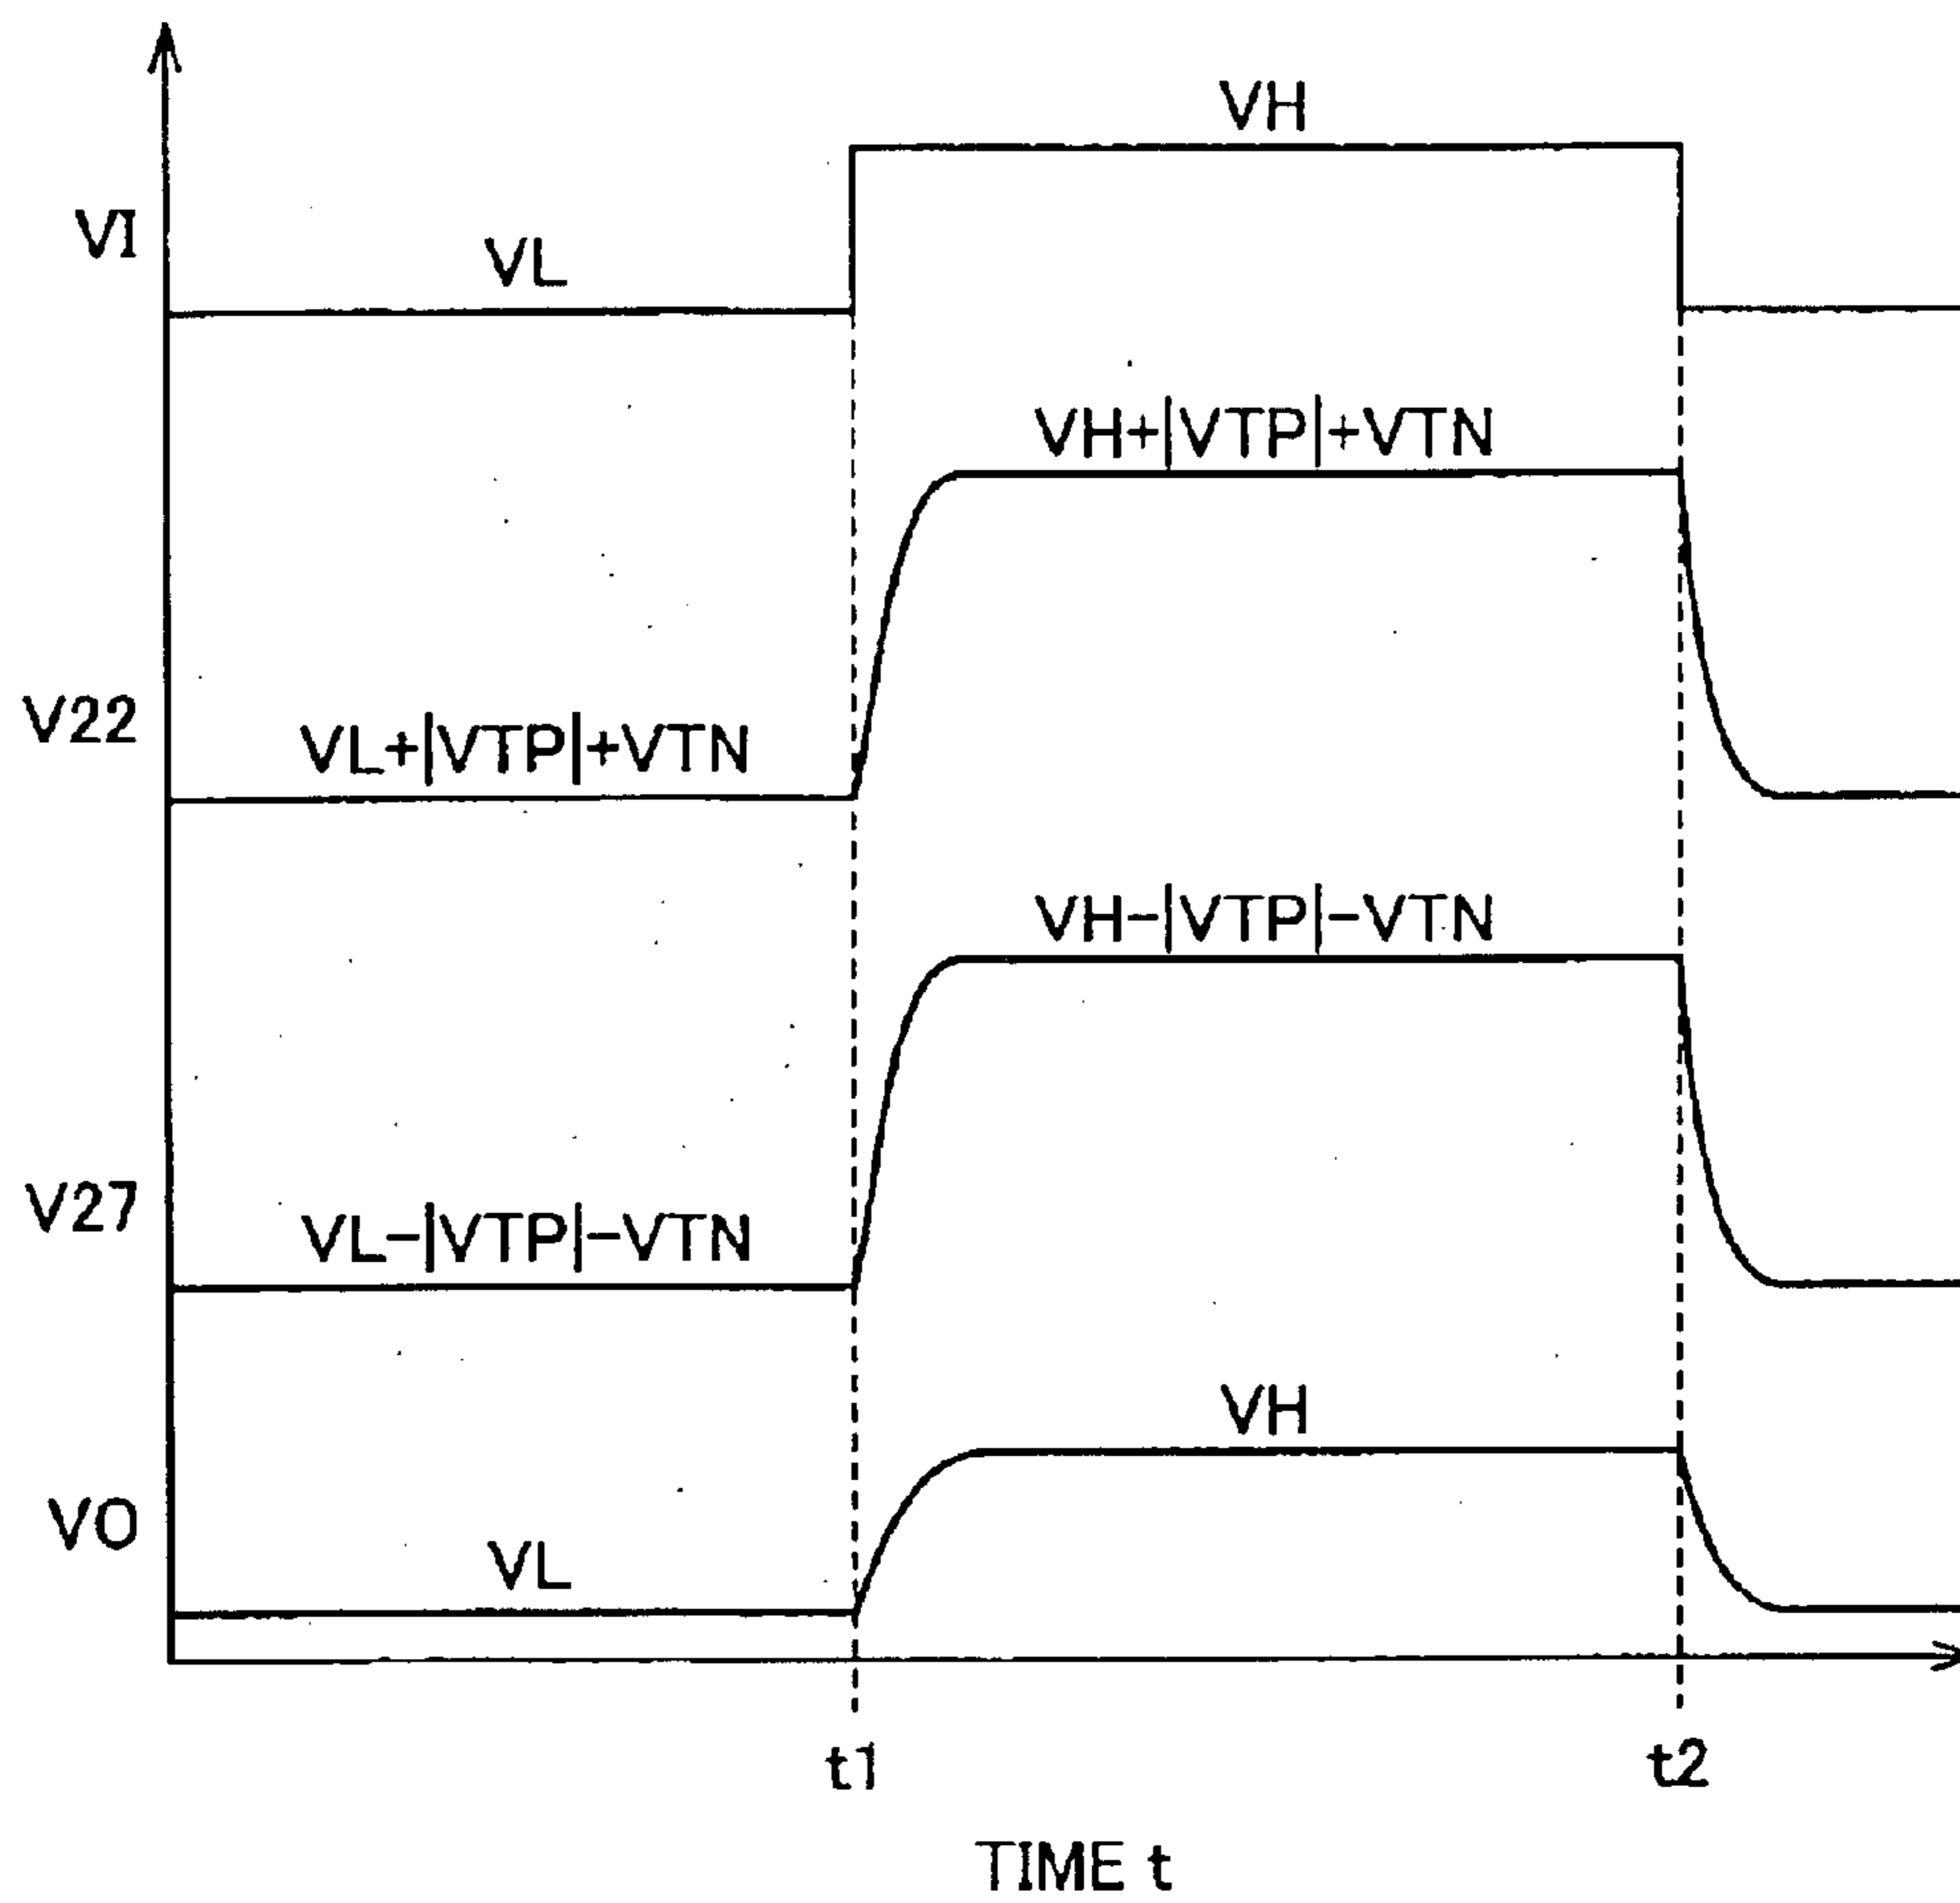 VH
VI
VL
VH+|VTP|+VTN
V22
VL+|VTP|+VTN
VH-|VTP|-VTN
V27
VL-|VTP|-VTN
VH
VO
VL
t1
t2
TIME t